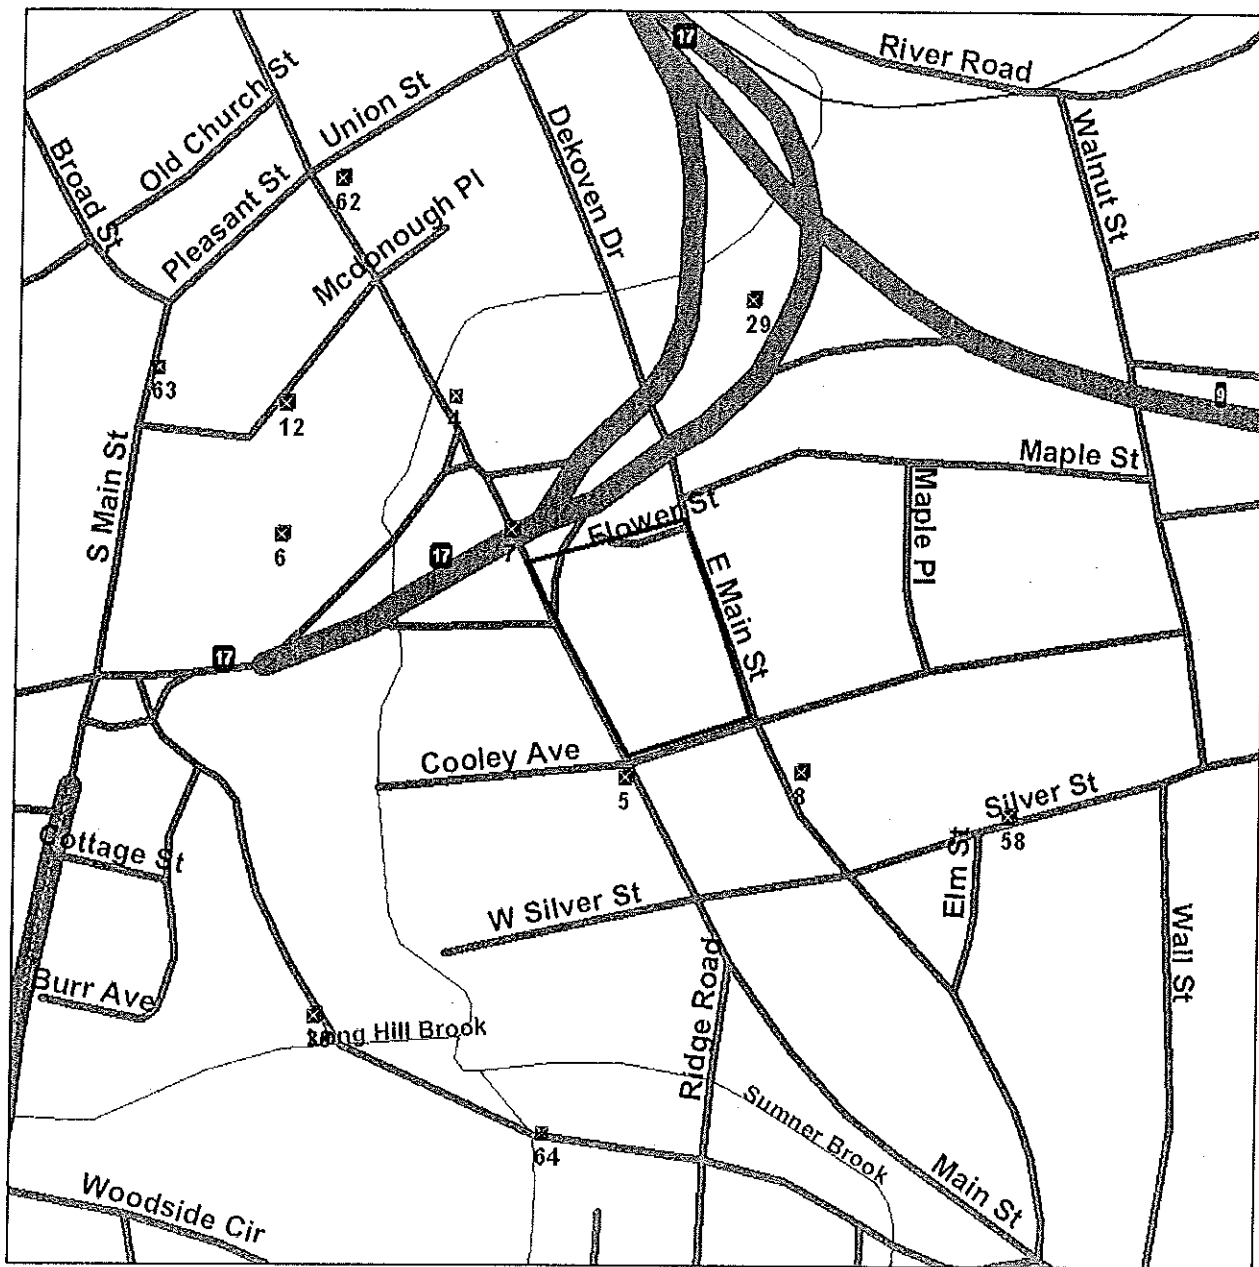 17
River Road
Old Church St
Union St
Dekoven Dr
Walnut St
Broad St
Pleasant St
62
Mcdonough Pl
29
63
12
4
9
S Main St
Maple St
Maple Pl
6
17
7
Flower St
E Main St
17
Cooley Ave
5
8
Silver St
58
Cottage St
Elm St
W Silver St
Wall St
Burr Ave
Ridge Road
Long Hill Brook
Sumner Brook
64
Main St
Woodside Cir